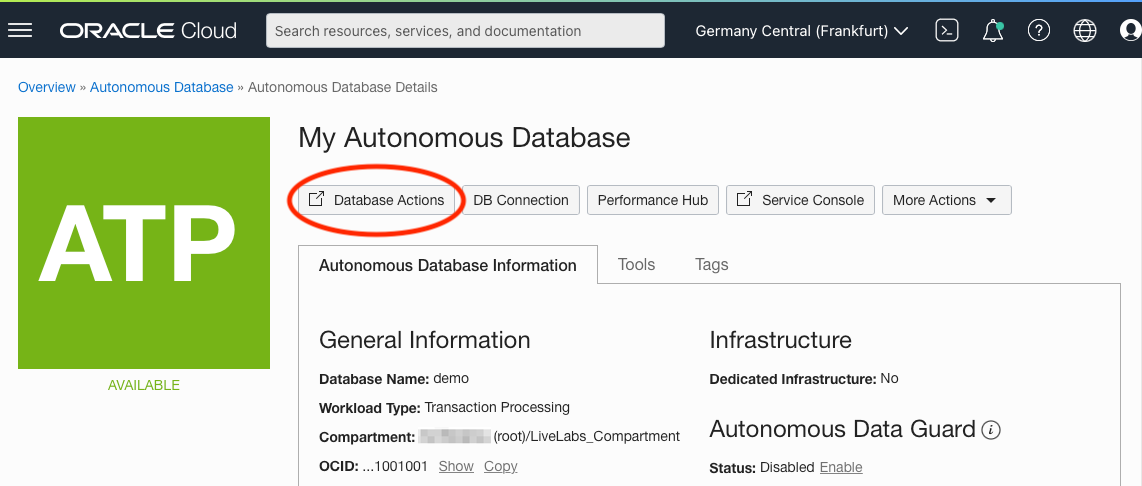 ORACLE Cloud
Search resources, services, and documentation
Germany Central (Frankfurt)
Overview » Autonomous Database » Autonomous Database Details
ATP
AVAILABLE
My Autonomous Database
Database Actions
DB Connection
Performance Hub
Service Console
More Actions
Autonomous Database Information
Tools
Tags
General Information
Database Name: demo
Workload Type: Transaction Processing
Compartment: (root)/LiveLabs_Compartment
OCID: ...1001001 Show Copy
Infrastructure
Dedicated Infrastructure: No
Autonomous Data Guard
Status: Disabled Enable